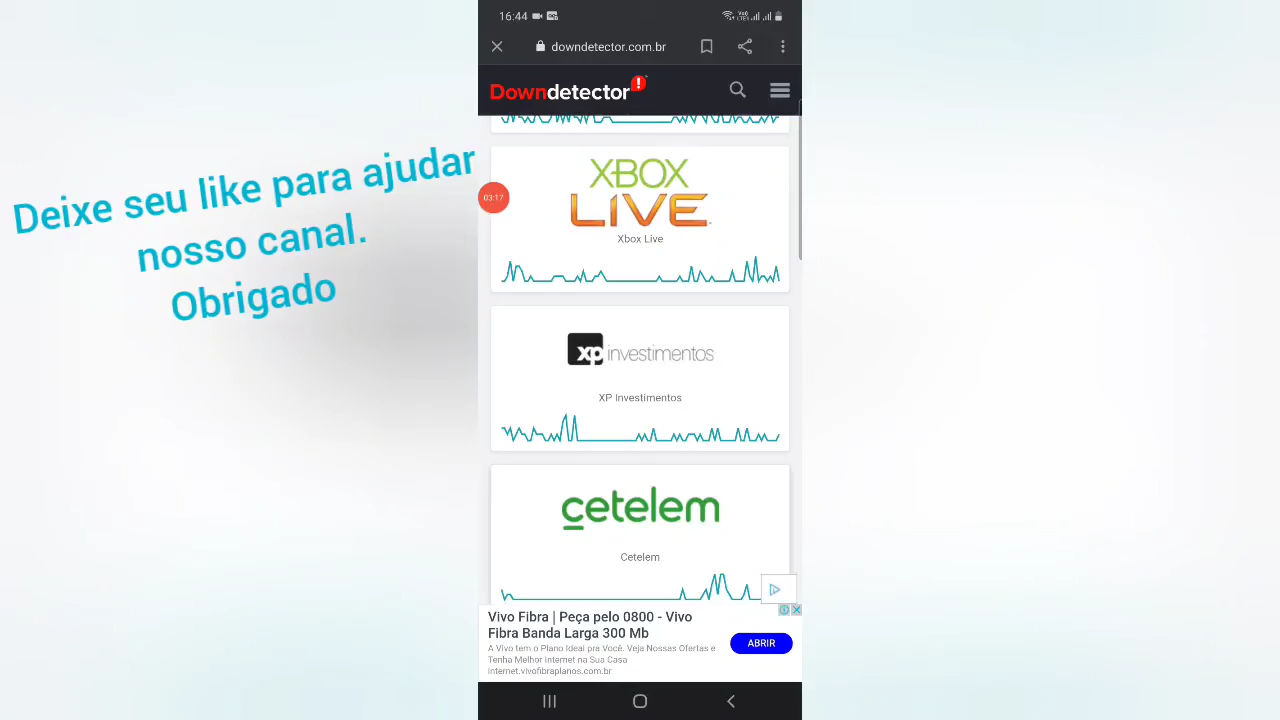 Deixe seu like para ajudar
nosso canal.
Obrigado
16:44
downdetector.com.br
Downdetector!
XBOX
LIVE
Xbox Live
03:17
xp investimentos
XP Investimentos
cetelem
Cetelem
Vivo Fibra | Peça pelo 0800 - Vivo
Fibra Banda Larga 300 Mb
A Vivo tem o Plano Ideal pra Você. Veja Nossas Ofertas e
Tenha Melhor Internet na Sua Casa
internet.vivofibraplanos.com.br
ABRIR